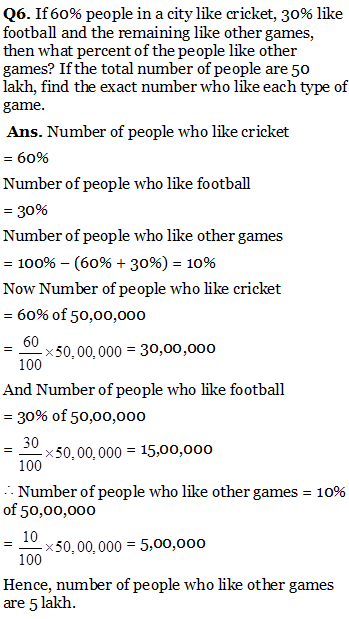 Q6. If 60% people in a city like cricket, 30% like
football and the remaining like other games,
then what percent of the people like other
games? If the total number of people are 50
lakh, find the exact number who like each type of
game.
Ans. Number of people who like cricket
= 60%
Number of people who like football
= 30%
Number of people who like other games
= 100% – (60% + 30%) = 10%
Now Number of people who like cricket
= 60% of 50,00,000
= 60/100 × 50,00,000 = 30,00,000
And Number of people who like football
= 30% of 50,00,000
= 30/100 × 50,00,000 = 15,00,000
∴ Number of people who like other games = 10%
of 50,00,000
= 10/100 × 50,00,000 = 5,00,000
Hence, number of people who like other games
are 5 lakh.